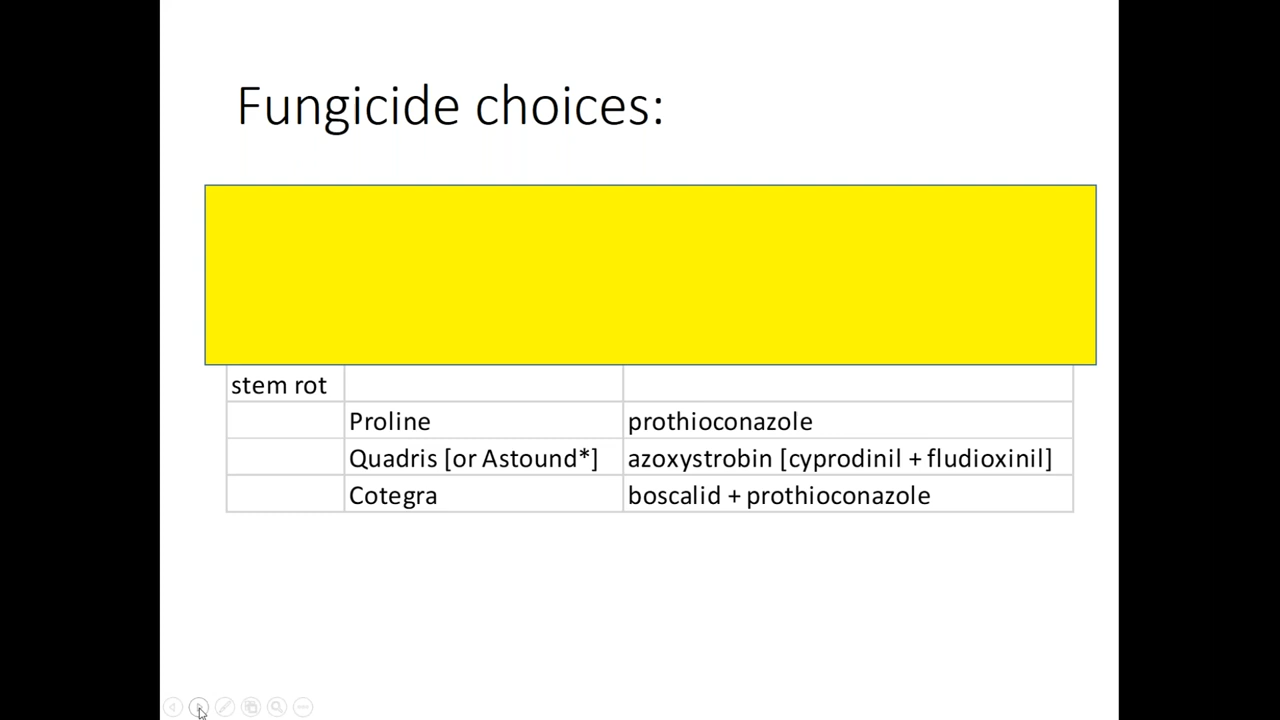 Fungicide choices:
stem rot
Proline prothioconazole
Quadris [or Astound*] azoxystrobin [cyprodinil + fludioxinil]
Cotegra boscalid + prothioconazole